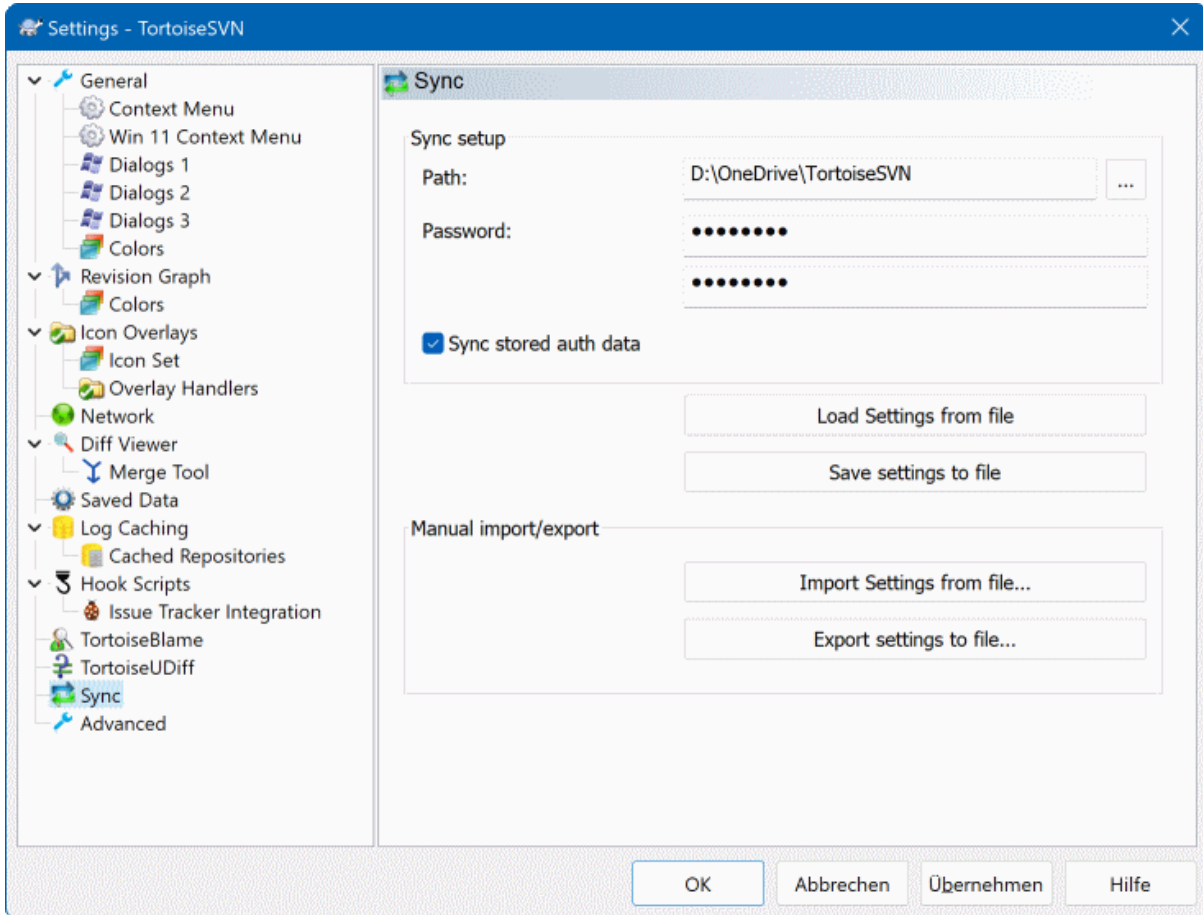 Settings - TortoiseSVN
General
Context Menu
Win 11 Context Menu
Dialogs 1
Dialogs 2
Dialogs 3
Colors
Revision Graph
Colors
Icon Overlays
Icon Set
Overlay Handlers
Network
Diff Viewer
Merge Tool
Saved Data
Log Caching
Cached Repositories
Hook Scripts
Issue Tracker Integration
TortoiseBlame
TortoiseUDiff
Sync
Advanced
Sync
Sync setup
Path: D:\OneDrive\TortoiseSVN ...
Password: ●●●●●●●●
●●●●●●●●
Sync stored auth data
Load Settings from file
Save settings to file
Manual import/export
Import Settings from file...
Export settings to file...
OK Abbrechen Übernehmen Hilfe